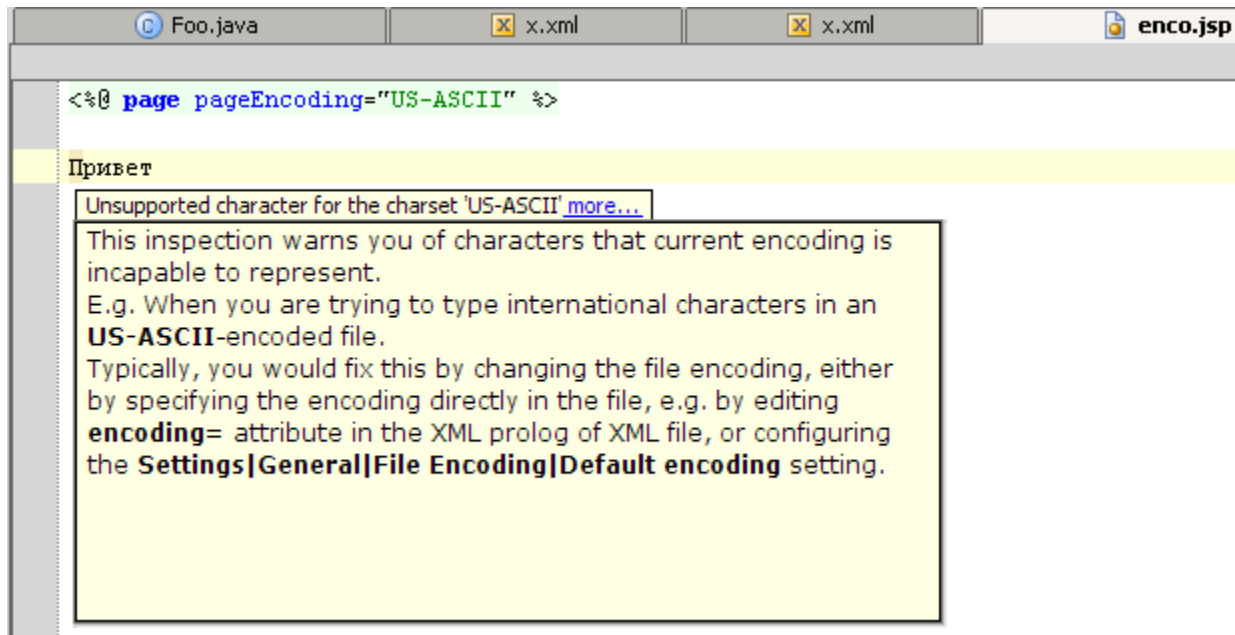 Foo.java x.xml x.xml enco.jsp
<%@ page pageEncoding="US-ASCII" %>
Привет
Unsupported character for the charset 'US-ASCII' more...
This inspection warns you of characters that current encoding is
incapable to represent.
E.g. When you are trying to type international characters in an
US-ASCII-encoded file.
Typically, you would fix this by changing the file encoding, either
by specifying the encoding directly in the file, e.g. by editing
encoding= attribute in the XML prolog of XML file, or configuring
the Settings|General|File Encoding|Default encoding setting.